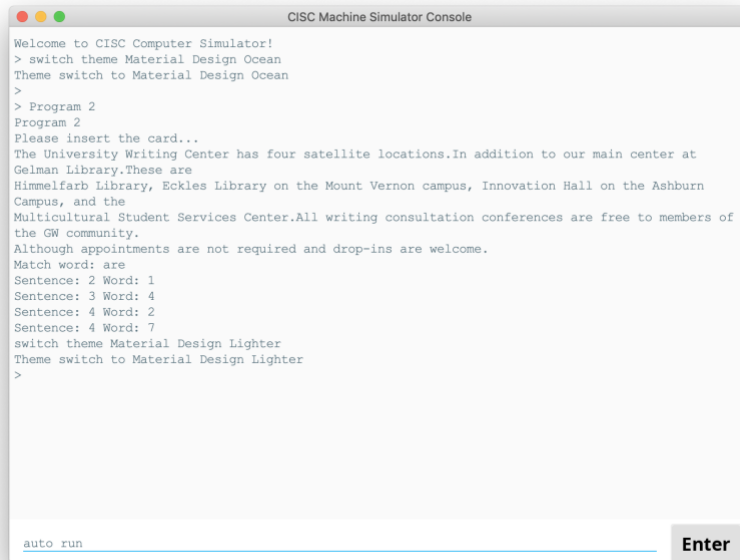 CISC Machine Simulator Console
Welcome to CISC Computer Simulator!
> switch theme Material Design Ocean
Theme switch to Material Design Ocean
>
> Program 2
Program 2
Please insert the card...
The University Writing Center has four satellite locations.In addition to our main center at
Gelman Library.These are
Himmelfarb Library, Eckles Library on the Mount Vernon campus, Innovation Hall on the Ashburn
Campus, and the
Multicultural Student Services Center.All writing consultation conferences are free to members of
the GW community.
Although appointments are not required and drop-ins are welcome.
Match word: are
Sentence: 2 Word: 1
Sentence: 3 Word: 4
Sentence: 4 Word: 2
Sentence: 4 Word: 7
switch theme Material Design Lighter
Theme switch to Material Design Lighter
>
auto run
Enter